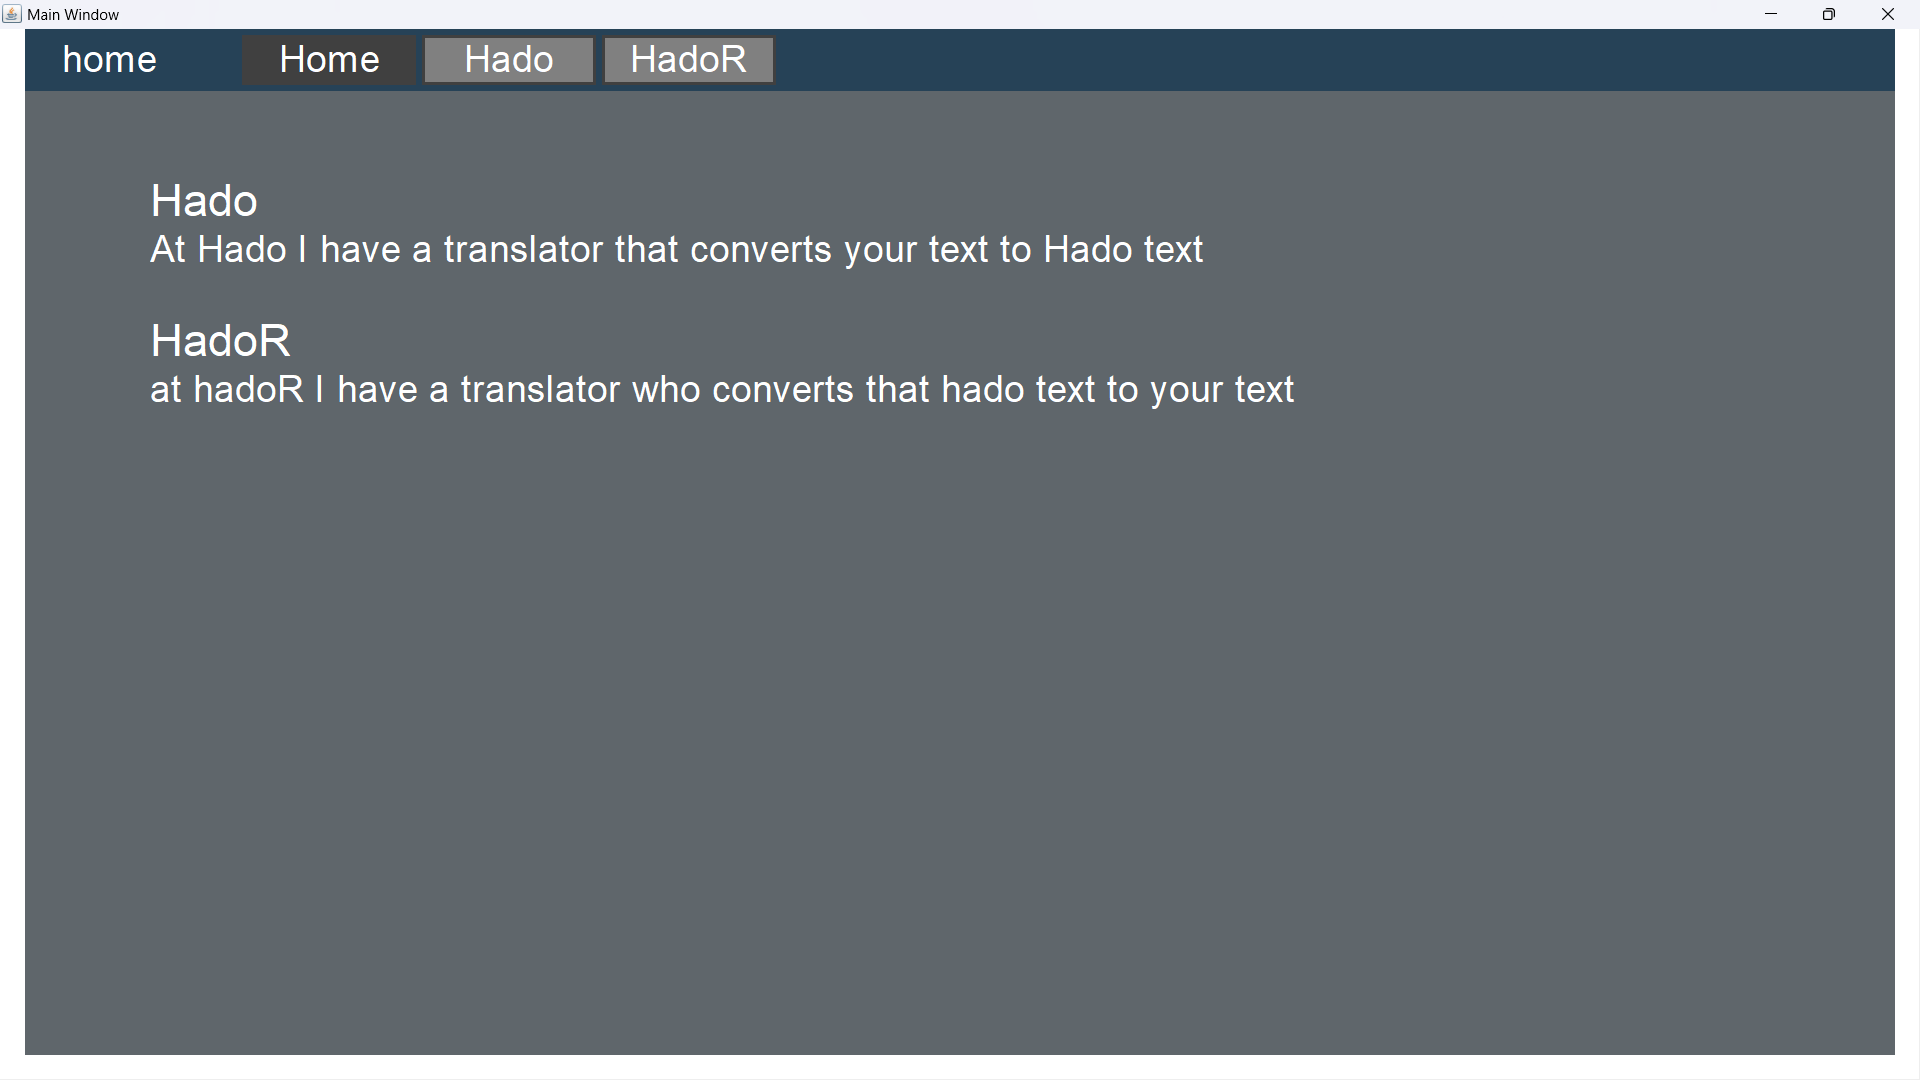 Main Window
home Home Hado HadoR
Hado
At Hado I have a translator that converts your text to Hado text
HadoR
at hadoR I have a translator who converts that hado text to your text